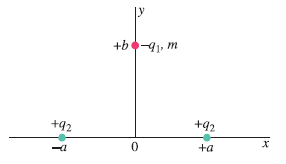 y
+b −q₁, m
+q₂ +q₂
−a 0 +a x